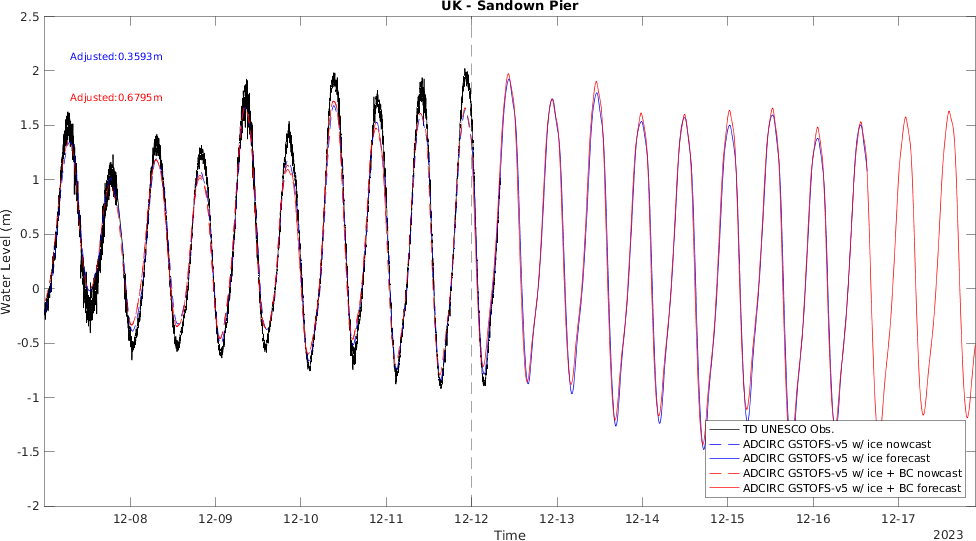 UK - Sandown Pier
2.5
2
1.5
1
0.5
0
-0.5
-1
-1.5
-2
Water Level (m)
Adjusted:0.3593m
Adjusted:0.6795m
TD UNESCO Obs.
ADCIRC GSTOFS-v5 w/ ice nowcast
ADCIRC GSTOFS-v5 w/ ice forecast
ADCIRC GSTOFS-v5 w/ ice + BC nowcast
ADCIRC GSTOFS-v5 w/ ice + BC forecast
12-08 12-09 12-10 12-11 12-12 12-13 12-14 12-15 12-16 12-17
Time
2023